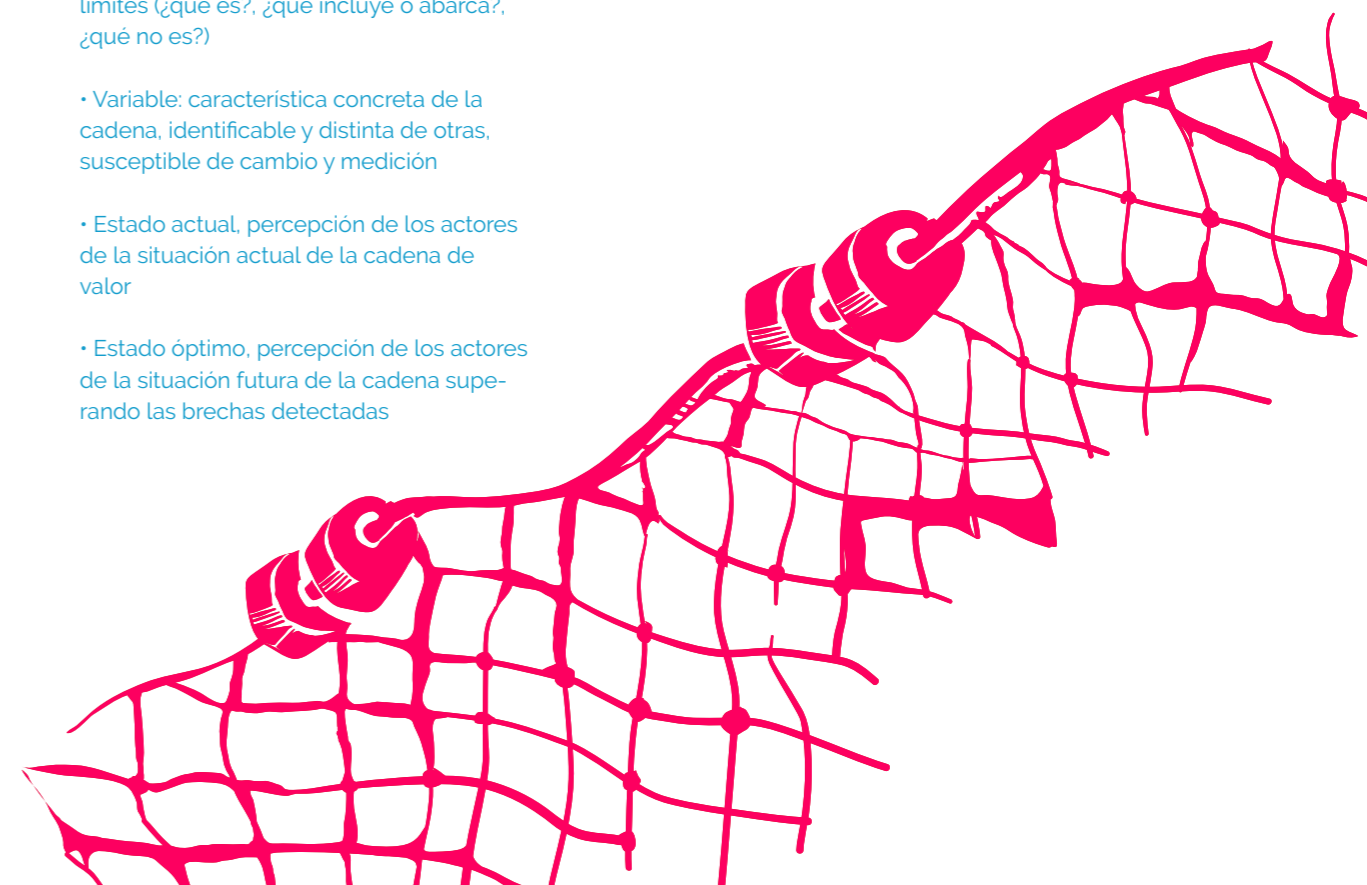 límites (¿qué es?, ¿qué incluye o abarca?,
¿qué no es?)
• Variable: característica concreta de la
cadena, identificable y distinta de otras,
susceptible de cambio y medición
• Estado actual, percepción de los actores
de la situación actual de la cadena de
valor
• Estado óptimo, percepción de los actores
de la situación futura de la cadena supe-
rando las brechas detectadas